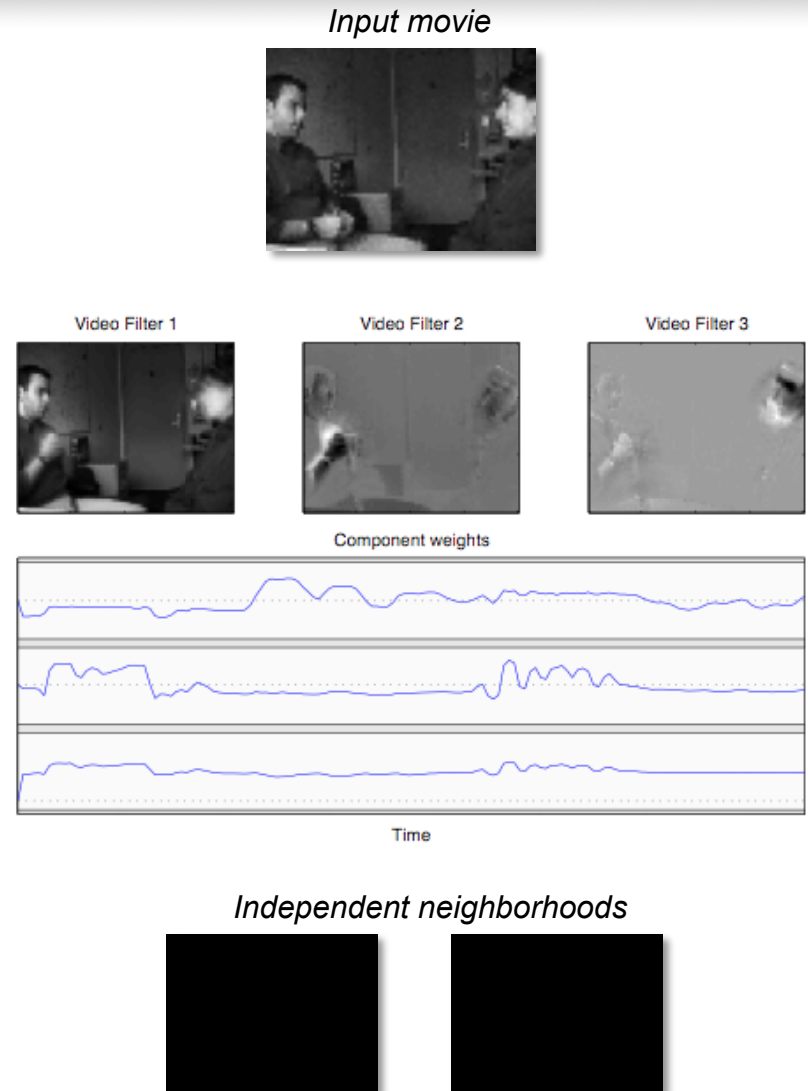 Input movie
Video Filter 1
Video Filter 2
Video Filter 3
Component weights
Time
Independent neighborhoods